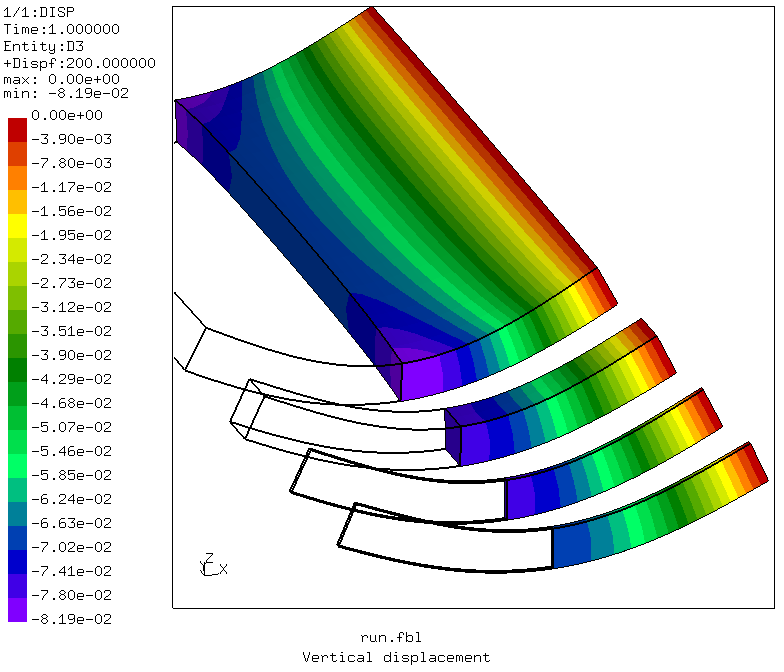 1/1:DISP
Time:1.000000
Entity:D3
+Dispf:200.000000
max: 0.00e+00
min: -8.19e-02
0.00e+00
-3.90e-03
-7.80e-03
-1.17e-02
-1.56e-02
-1.95e-02
-2.34e-02
-2.73e-02
-3.12e-02
-3.51e-02
-3.90e-02
-4.29e-02
-4.68e-02
-5.07e-02
-5.46e-02
-5.85e-02
-6.24e-02
-6.63e-02
-7.02e-02
-7.41e-02
-7.80e-02
-8.19e-02
Z
Y X
run.fbl
Vertical displacement